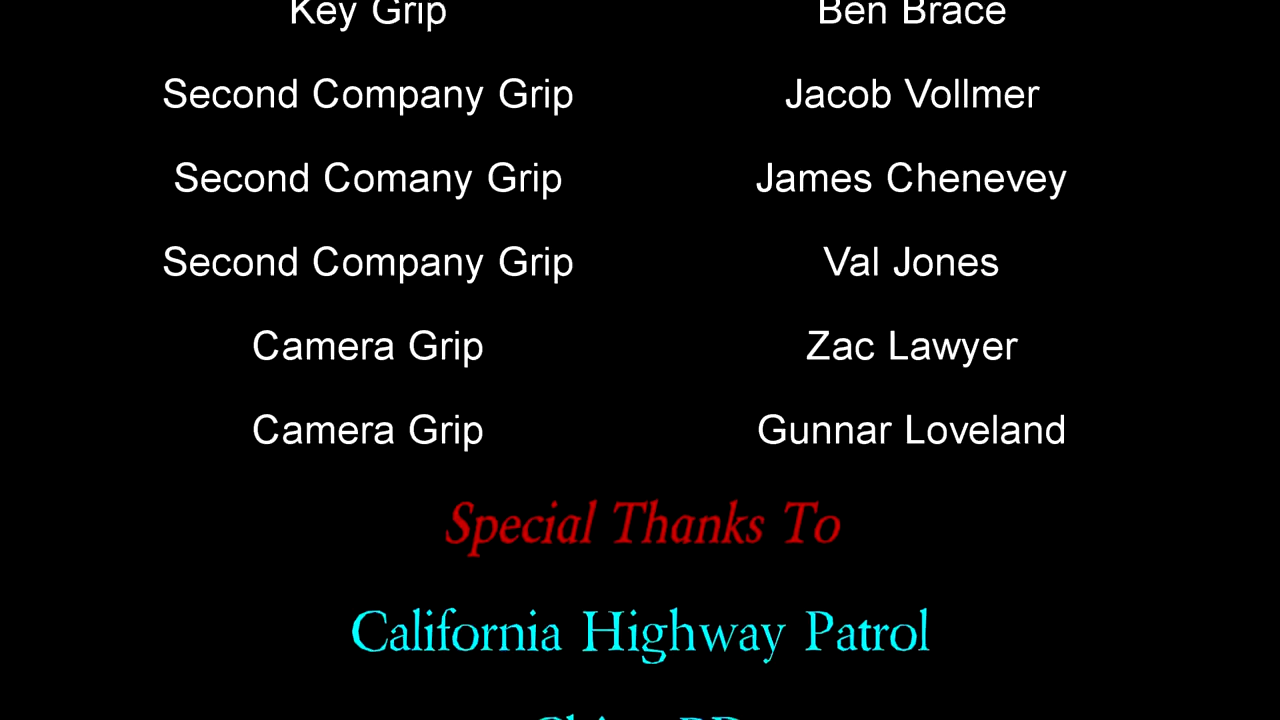 Key Grip Ben Brace
Second Company Grip Jacob Vollmer
Second Comany Grip James Chenevey
Second Company Grip Val Jones
Camera Grip Zac Lawyer
Camera Grip Gunnar Loveland
Special Thanks To
California Highway Patrol